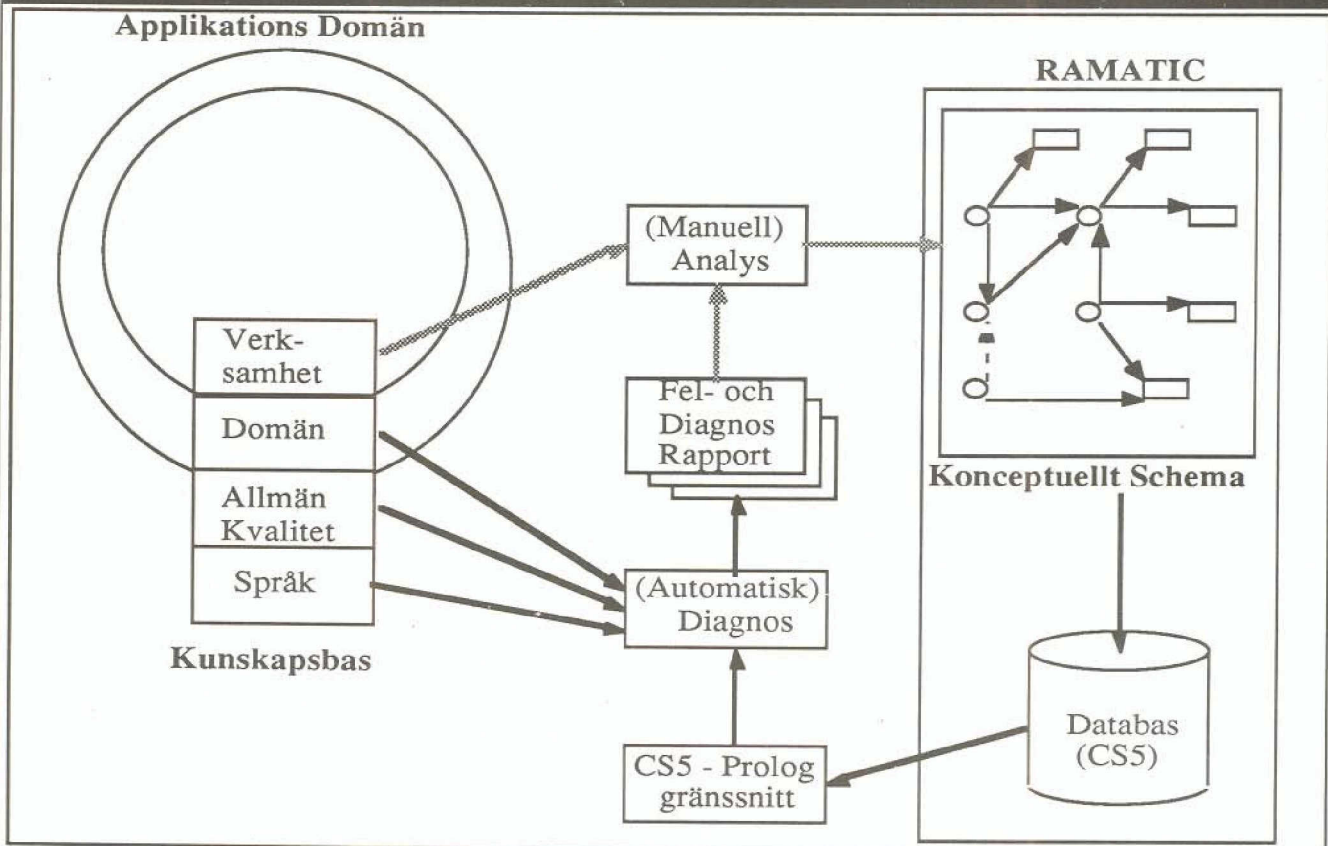 Applikations Domän
RAMATIC
(Manuell)
Analys
Verk-
samhet
Domän
Allmän
Kvalitet
Språk
Kunskapsbas
Fel- och
Diagnos
Rapport
(Automatisk)
Diagnos
CS5 - Prolog
gränssnitt
Konceptuellt Schema
Databas
(CS5)